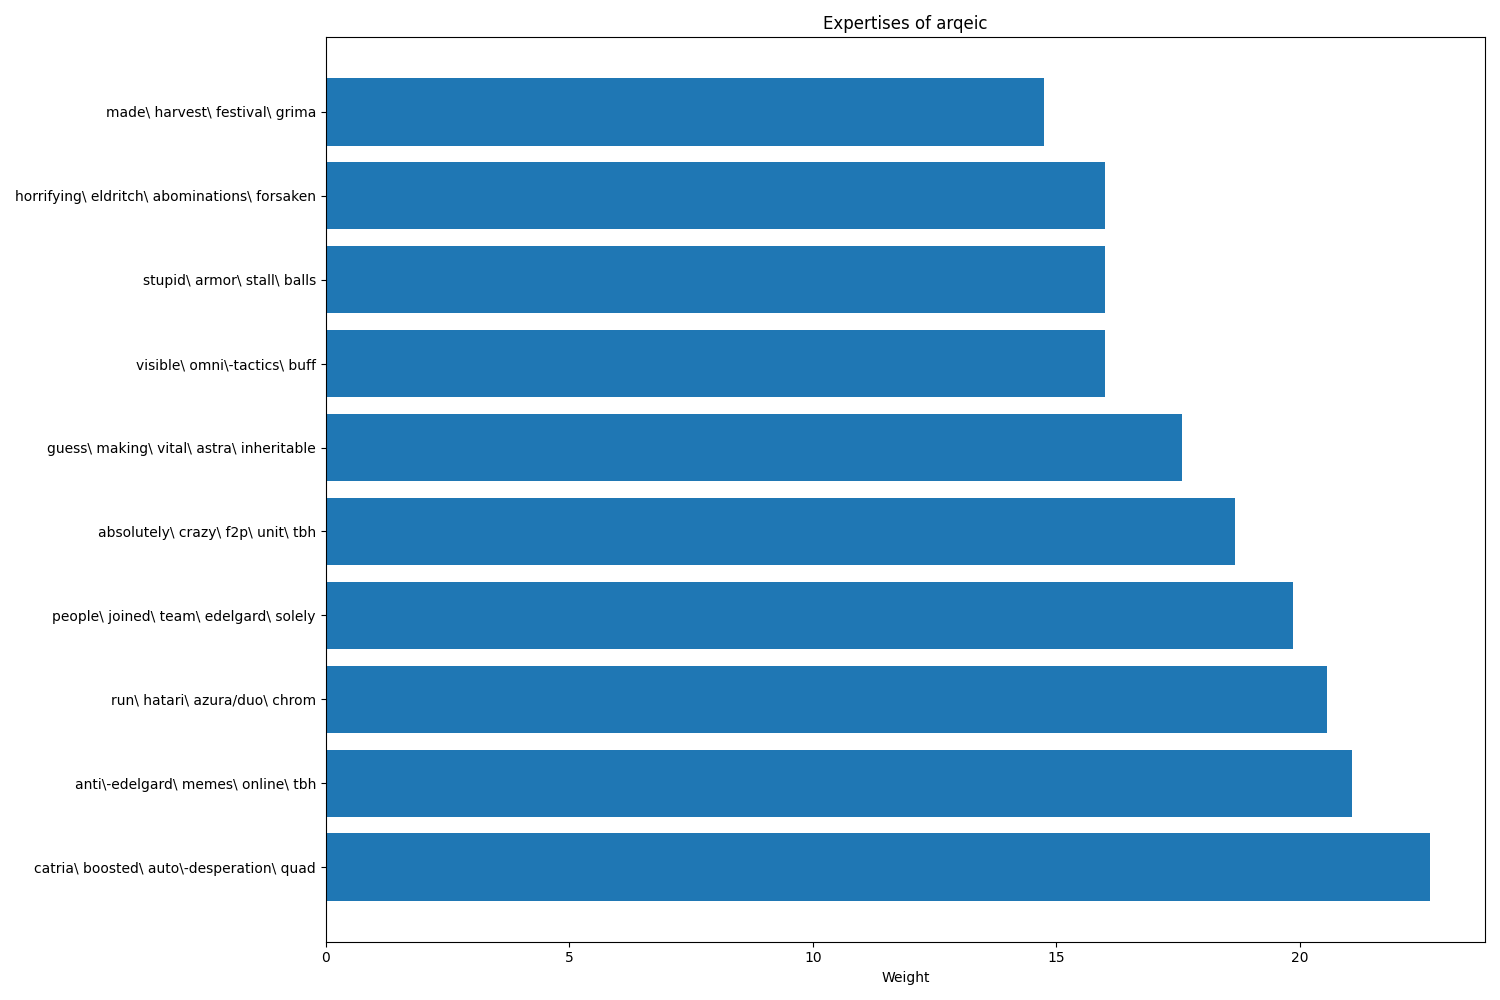 Expertises of arqeic
made\ harvest\ festival\ grima
horrifying\ eldritch\ abominations\ forsaken
stupid\ armor\ stall\ balls
visible\ omni\-tactics\ buff
guess\ making\ vital\ astra\ inheritable
absolutely\ crazy\ f2p\ unit\ tbh
people\ joined\ team\ edelgard\ solely
run\ hatari\ azura/duo\ chrom
anti\-edelgard\ memes\ online\ tbh
catria\ boosted\ auto\-desperation\ quad
0 5 10 15 20
Weight